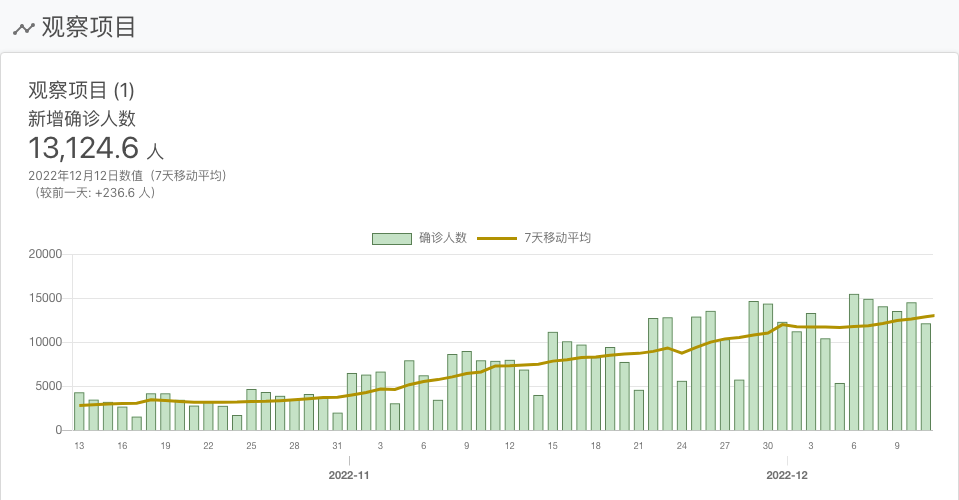 观察项目
观察项目 (1)
新增确诊人数
13,124.6 人
2022年12月12日数值（7天移动平均）
（较前一天: +236.6 人）
确诊人数 7天移动平均
20000
15000
10000
5000
0
13 16 19 22 25 28 31 3 6 9 12 15 18 21 24 27 30 3 6 9
2022-11 2022-12